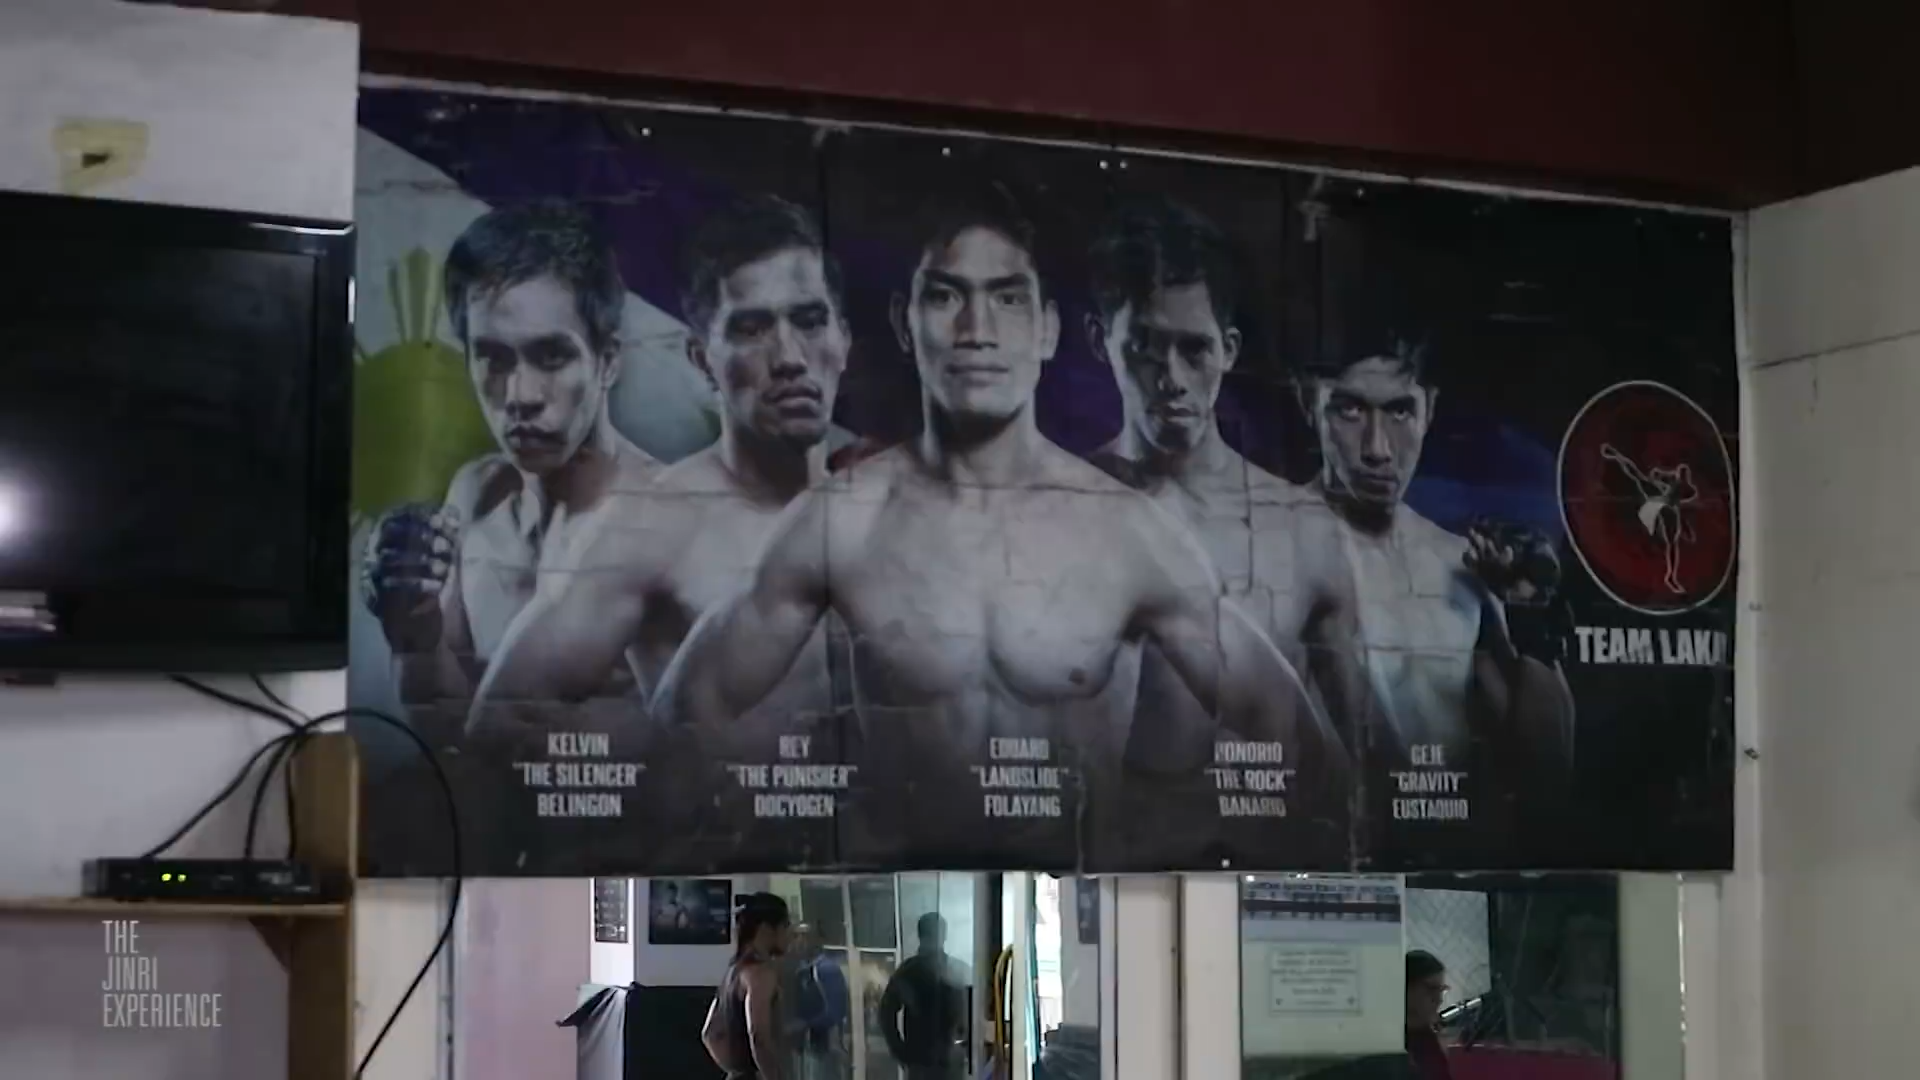 KELVIN
"THE SILENCER"
BELINGON
REY
"THE PUNISHER"
DOCYOGEN
EDUARD
"LANDSLIDE"
FOLAYANG
HONORIO
"THE ROCK"
BANARIO
GEJE
"GRAVITY"
EUSTAQUIO
TEAM LAKAI
THE
JINRI
EXPERIENCE